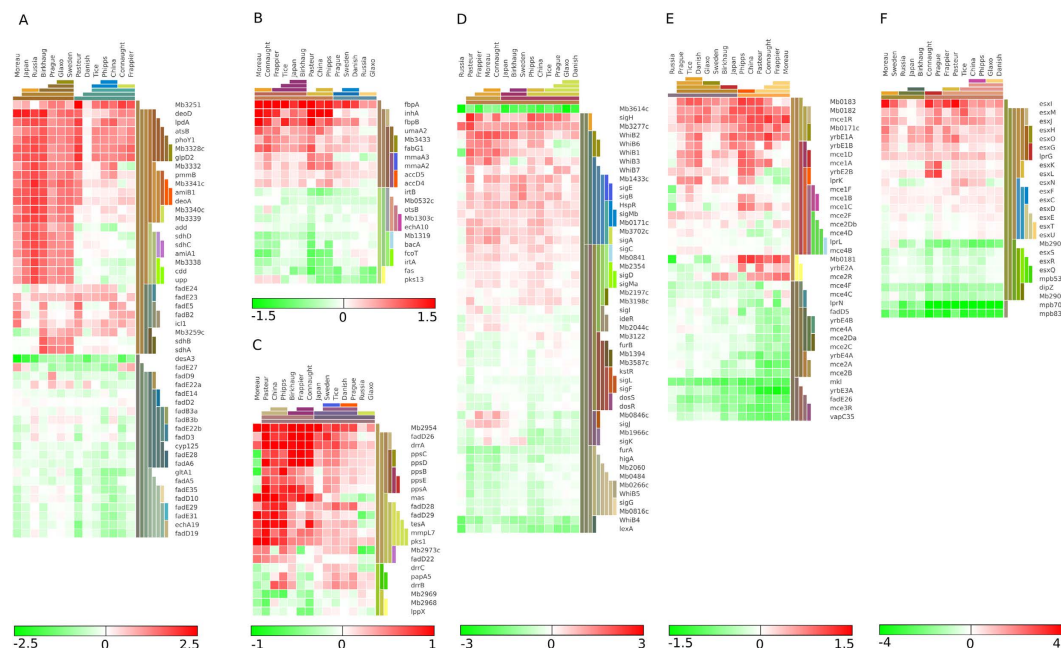 A
Moreau
Japan
Russia
Birkhaug
Prague
Glaxo
Sweden
Pasteur
Danish
Tice
Phipps
China
Connaught
Frappier
Mb3251
deoD
lpdA
atsB
phoY1
Mb3328c
glpD2
Mb3332
pmmB
Mb3341c
amiB1
deoA
Mb3340c
Mb3339
add
sdhD
sdhC
amiA1
Mb3338
cdd
upp
fadE24
fadE23
fadE5
fadB2
icl1
Mb3259c
sdhB
sdhA
desA3
fadE27
fadD9
fadE22a
fadE14
fadD2
fadB3a
fadB3b
fadE22b
fadD3
cyp125
fadE28
fadA6
gltA1
fadA5
fadE35
fadD10
fadE29
fadE31
echA19
fadD19
-2.5
0
2.5
B
Moreau
Connaught
Frappier
Tice
Japan
Birkhaug
Pasteur
China
Phipps
Prague
Sweden
Danish
Russia
Glaxo
fbpA
inhA
fbpB
umaA2
Mb3433
fabG1
mmaA3
mmaA2
accD5
accD4
irtB
Mb0532c
otsB
Mb1303c
echA10
Mb1319
bacA
fcoT
irtA
fas
pks13
-1.5
0
1.5
C
Moreau
Pasteur
China
Phipps
Birkhaug
Frappier
Connaught
Japan
Sweden
Tice
Danish
Prague
Russia
Glaxo
Mb2954
fadD26
drrA
ppsC
ppsD
ppsB
ppsE
ppsA
mas
fadD28
fadD29
tesA
mmpL7
pks1
Mb2973c
fadD22
drrC
papA5
drrB
Mb2969
Mb2968
lppX
-1
0
1
D
Russia
Pasteur
Frappier
Moreau
Connaught
Japan
Birkhaug
Sweden
Phipps
China
Tice
Prague
Glaxo
Danish
Mb3614c
sigH
Mb3277c
WhiB2
WhiB6
WhiB1
WhiB3
WhiB7
Mb1433c
sigE
sigB
HspR
sigMb
Mb0171c
Mb3702c
sigA
sigC
Mb0841
Mb2354
sigD
sigMa
Mb2197c
Mb3198c
sigI
ideR
Mb2044c
Mb3122
furB
Mb1394
Mb3587c
kstR
sigL
sigF
dosS
dosR
Mb0846c
sigJ
Mb1966c
sigK
furA
higA
Mb2060
Mb0484
Mb0266c
WhiB5
sigG
Mb0816c
WhiB4
lexA
-3
0
3
E
Russia
Prague
Tice
Danish
Glaxo
Sweden
Birkhaug
Japan
Phipps
China
Pasteur
Connaught
Frappier
Moreau
Mb0183
Mb0182
mce1R
Mb0171c
yrbE1A
yrbE1B
mce1D
mce1A
yrbE2B
lprK
mce1F
mce1B
mce1C
mce2F
mce2Db
mce4D
lprL
mce4B
Mb0181
yrbE2A
mce2R
mce4F
mce4C
lprN
fadD5
yrbE4B
mce4A
mce2Da
mce2C
yrbE4A
mce2A
mce2B
mkl
yrbE3A
fadE26
mce3R
vapC35
-1.5
0
1.5
F
Moreau
Sweden
Russia
Japan
Birkhaug
Connaught
Prague
Frappier
Pasteur
Tice
China
Phipps
Glaxo
Danish
esxI
esxM
esxJ
esxH
esxO
lprG
esxK
esxL
esxN
esxF
esxC
esxD
esxE
esxT
esxU
Mb290
esxS
esxR
esxQ
mpb53
dipZ
Mb290
mpb70
mpb83
-4
0
4